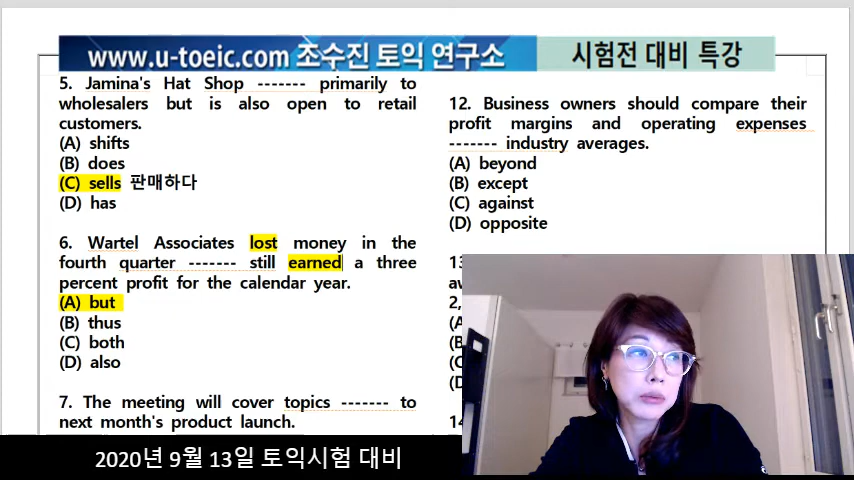 www.u-toeic.com 조수진 토익 연구소
시험전 대비 특강
5. Jamina's Hat Shop ------- primarily to
wholesalers but is also open to retail
customers.
(A) shifts
(B) does
(C) sells 판매하다
(D) has
6. Wartel Associates lost money in the
fourth quarter ------- still earned a three
percent profit for the calendar year.
(A) but
(B) thus
(C) both
(D) also
7. The meeting will cover topics ------- to
next month's product launch.
12. Business owners should compare their
profit margins and operating expenses
------- industry averages.
(A) beyond
(B) except
(C) against
(D) opposite
13
2,
(A
(B
(C
(D
14
2020년 9월 13일 토익시험 대비